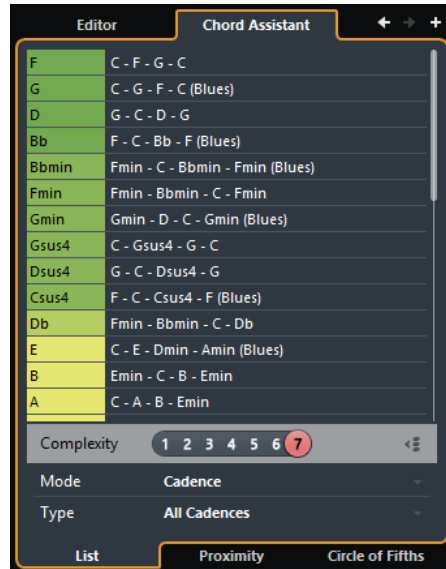 Editor Chord Assistant
F C - F - G - C
G C - G - F - C (Blues)
D G - C - D - G
Bb F - C - Bb - F (Blues)
Bbmin Fmin - C - Bbmin - Fmin (Blues)
Fmin Fmin - Bbmin - C - Fmin
Gmin Gmin - D - C - Gmin (Blues)
Gsus4 C - Gsus4 - G - C
Dsus4 G - C - Dsus4 - G
Csus4 F - C - Csus4 - F (Blues)
Db Fmin - Bbmin - C - Db
E C - E - Dmin - Amin (Blues)
B Emin - C - B - Emin
A C - A - B - Emin
Complexity 1 2 3 4 5 6 7
Mode Cadence
Type All Cadences
List Proximity Circle of Fifths